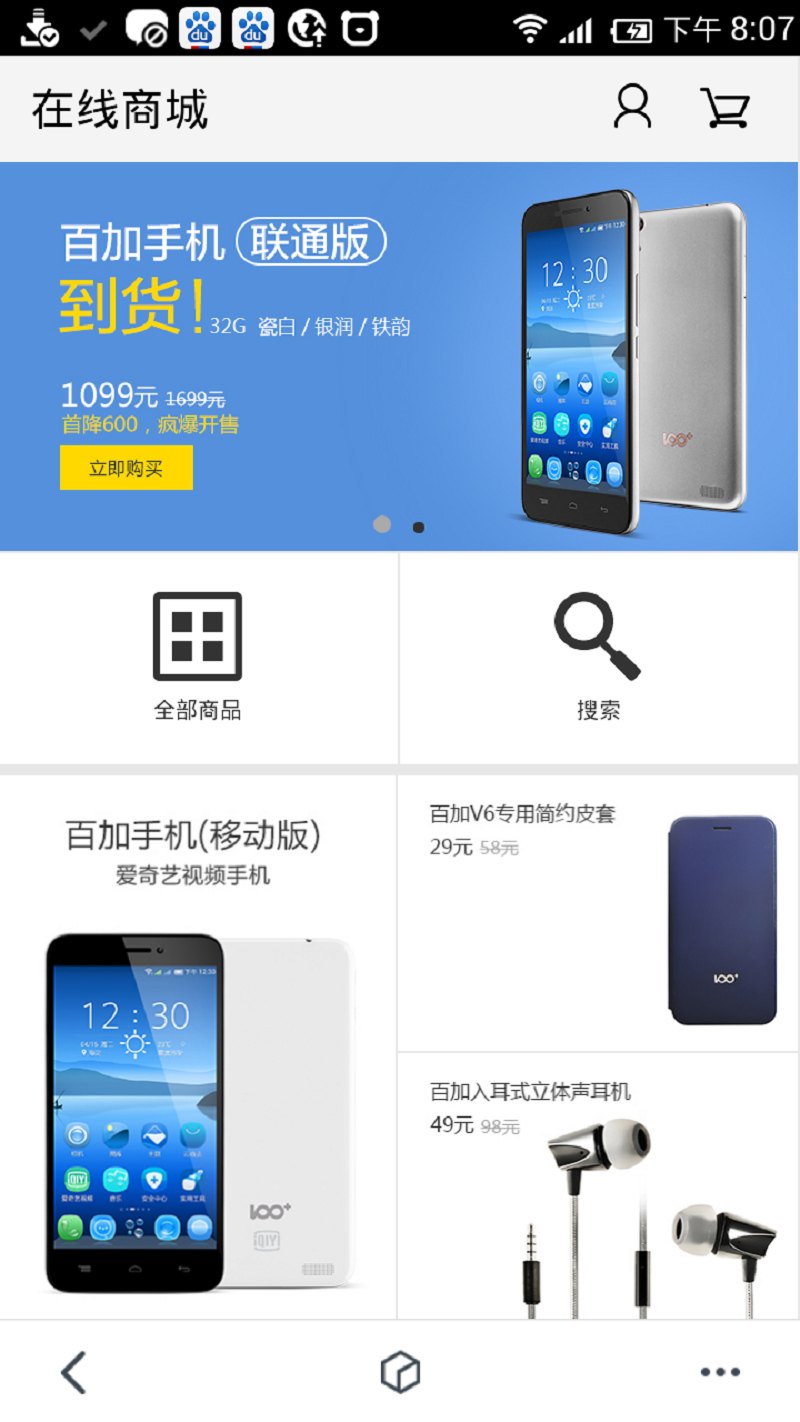 下午 8:07
在线商城
百加手机 联通版
到货!
32G 瓷白 / 银润 / 铁韵
1099元 1699元
首降600，疯爆开售
立即购买
12:30
全部商品
搜索
百加手机(移动版)
爱奇艺视频手机
12:30
100+
iQIY
百加V6专用简约皮套
29元 58元
100+
百加入耳式立体声耳机
49元 98元